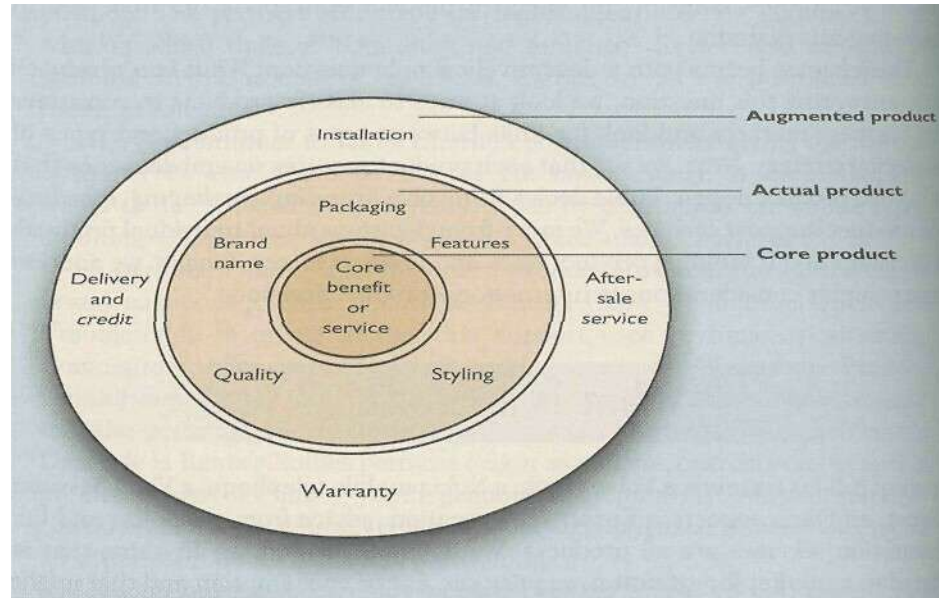 Installation
Augmented product
Actual product
Packaging
Brand
name
Features
Core product
Core
benefit
or
service
Delivery
and
credit
After-
sale
service
Quality
Styling
Warranty